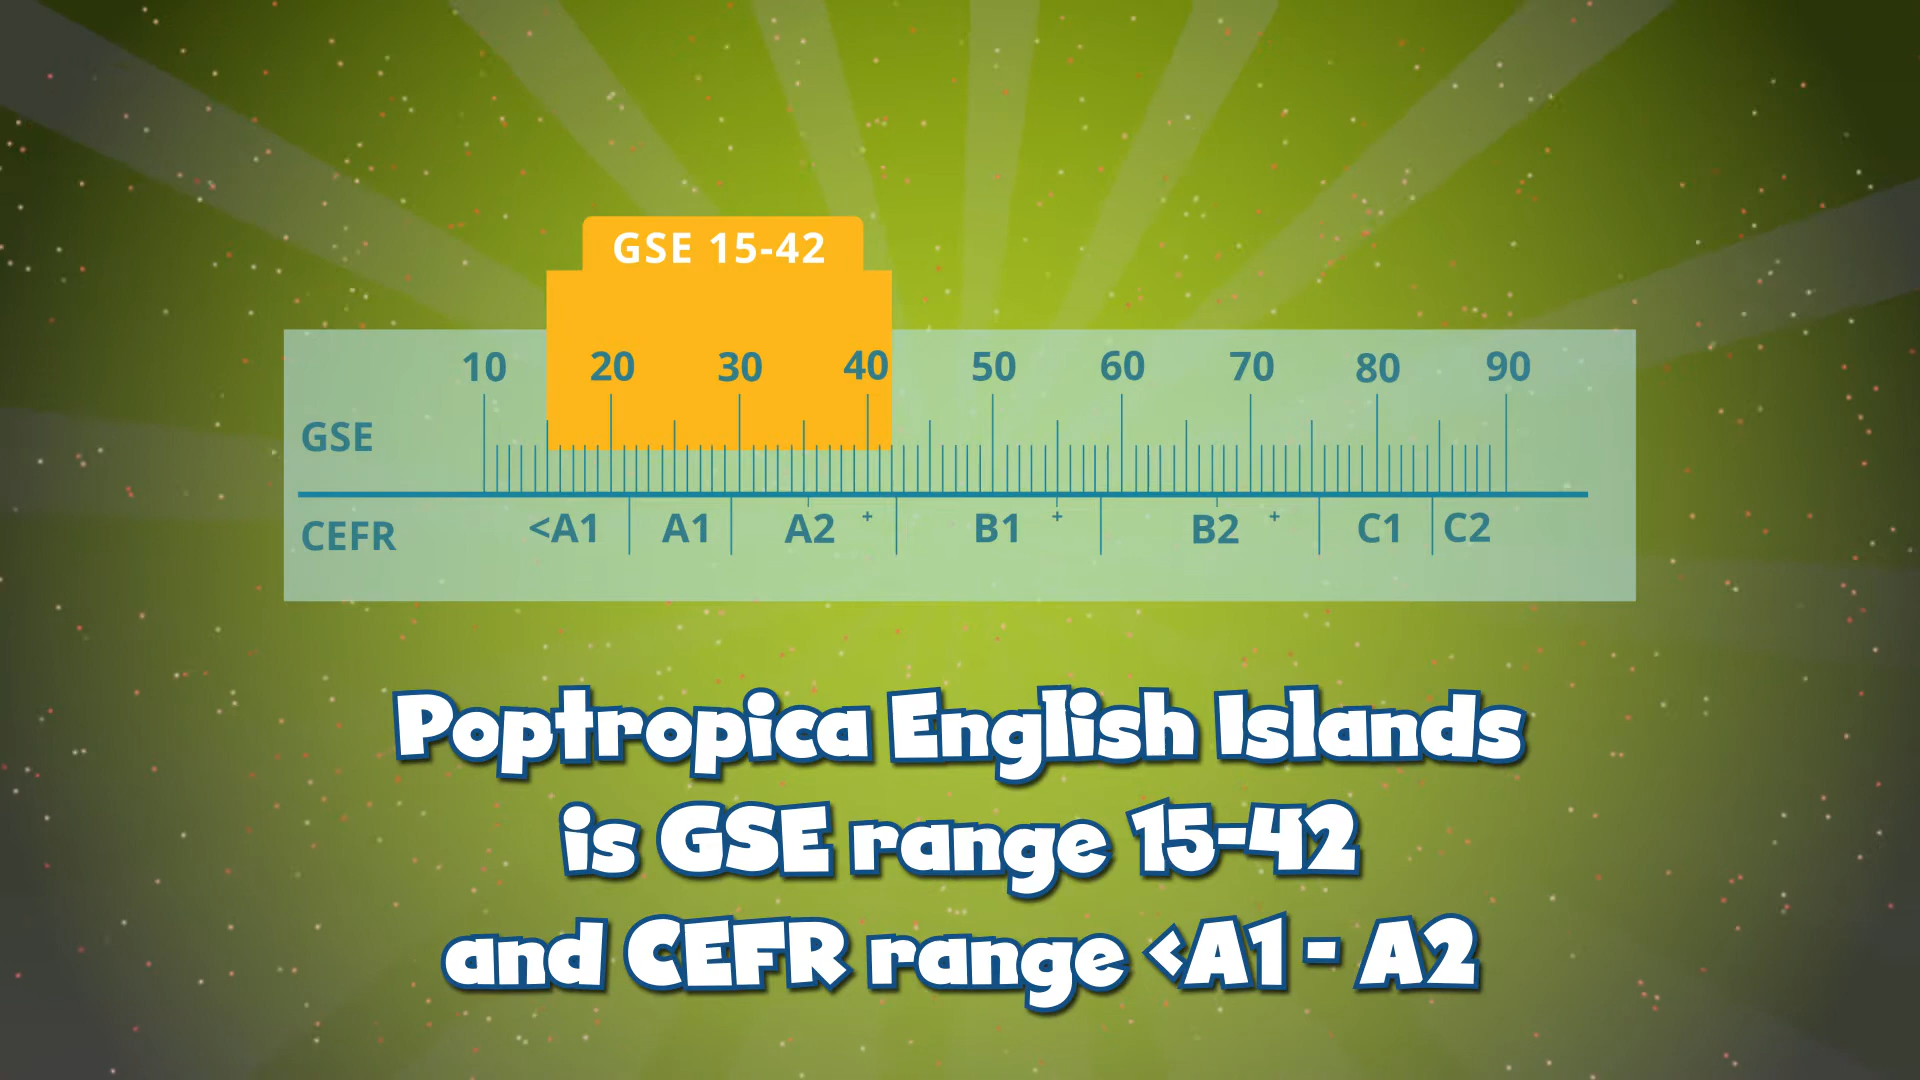 GSE 15-42
10 20 30 40 50 60 70 80 90
GSE
CEFR <A1 A1 A2 + B1 + B2 + C1 C2
Poptropica English Islands
is GSE range 15-42
and CEFR range <A1 - A2